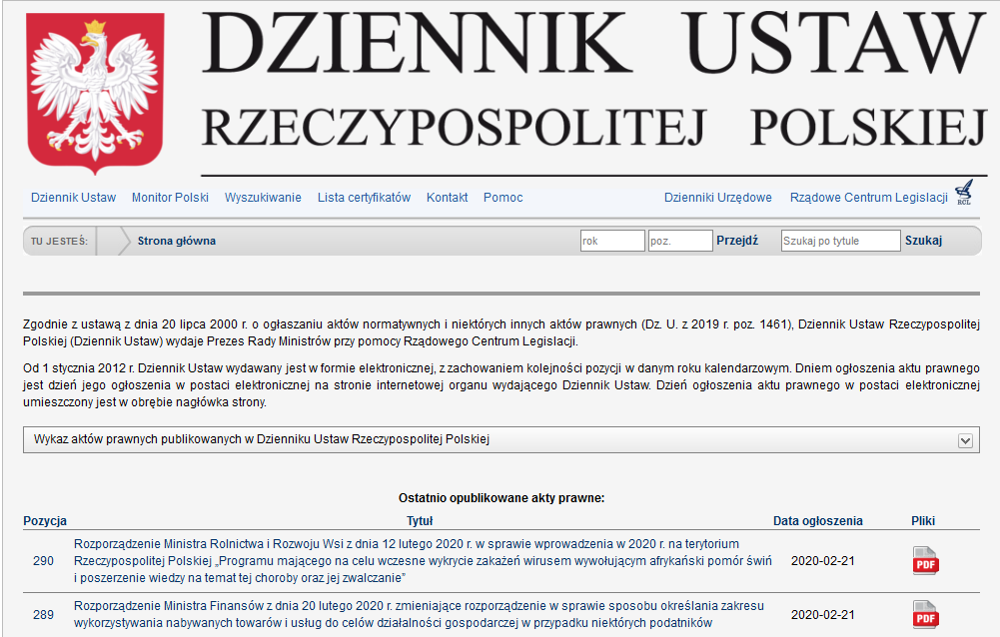 DZIENNIK USTAW
RZECZYPOSPOLITEJ POLSKIEJ
Dziennik Ustaw Monitor Polski Wyszukiwanie Lista certyfikatów Kontakt Pomoc Dzienniki Urzędowe Rządowe Centrum Legislacji RCL
TU JESTEŚ: Strona główna rok poz. Przejdź Szukaj po tytule Szukaj
Zgodnie z ustawą z dnia 20 lipca 2000 r. o ogłaszaniu aktów normatywnych i niektórych innych aktów prawnych (Dz. U. z 2019 r. poz. 1461), Dziennik Ustaw Rzeczypospolitej
Polskiej (Dziennik Ustaw) wydaje Prezes Rady Ministrów przy pomocy Rządowego Centrum Legislacji.
Od 1 stycznia 2012 r. Dziennik Ustaw wydawany jest w formie elektronicznej, z zachowaniem kolejności pozycji w danym roku kalendarzowym. Dniem ogłoszenia aktu prawnego
jest dzień jego ogłoszenia w postaci elektronicznej na stronie internetowej organu wydającego Dziennik Ustaw. Dzień ogłoszenia aktu prawnego w postaci elektronicznej
umieszczony jest w obrębie nagłówka strony.
Wykaz aktów prawnych publikowanych w Dzienniku Ustaw Rzeczypospolitej Polskiej
Ostatnio opublikowane akty prawne:
Pozycja Tytuł Data ogłoszenia Pliki
Rozporządzenie Ministra Rolnictwa i Rozwoju Wsi z dnia 12 lutego 2020 r. w sprawie wprowadzenia w 2020 r. na terytorium
290 Rzeczypospolitej Polskiej „Programu mającego na celu wczesne wykrycie zakażeń wirusem wywołującym afrykański pomór świń 2020-02-21 PDF
i poszerzenie wiedzy na temat tej choroby oraz jej zwalczanie”
Rozporządzenie Ministra Finansów z dnia 20 lutego 2020 r. zmieniające rozporządzenie w sprawie sposobu określania zakresu
289 wykorzystywania nabywanych towarów i usług do celów działalności gospodarczej w przypadku niektórych podatników 2020-02-21 PDF